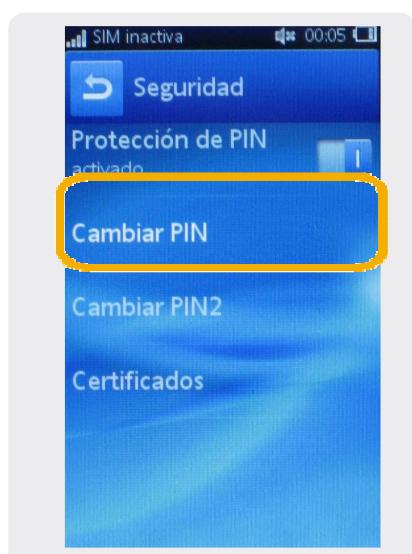 SIM inactiva 00:05
Seguridad
Protección de PIN
activado
Cambiar PIN
Cambiar PIN2
Certificados